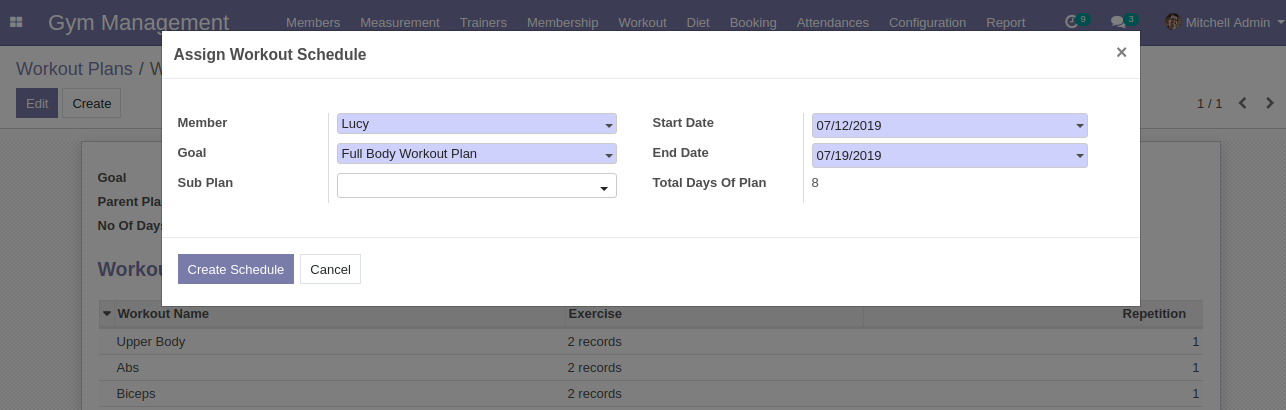 Gym Management Members Measurement Trainers Membership Workout Diet Booking Attendances Configuration Report 9 3 Mitchell Admin
Assign Workout Schedule ×
Workout Plans / W
Edit Create 1 / 1
Member Lucy Start Date 07/12/2019
Goal Full Body Workout Plan End Date 07/19/2019
Sub Plan Total Days Of Plan 8
Goal
Parent Pla
No Of Days
Workou
Create Schedule Cancel
Workout Name Exercise Repetition
Upper Body 2 records 1
Abs 2 records 1
Biceps 2 records 1